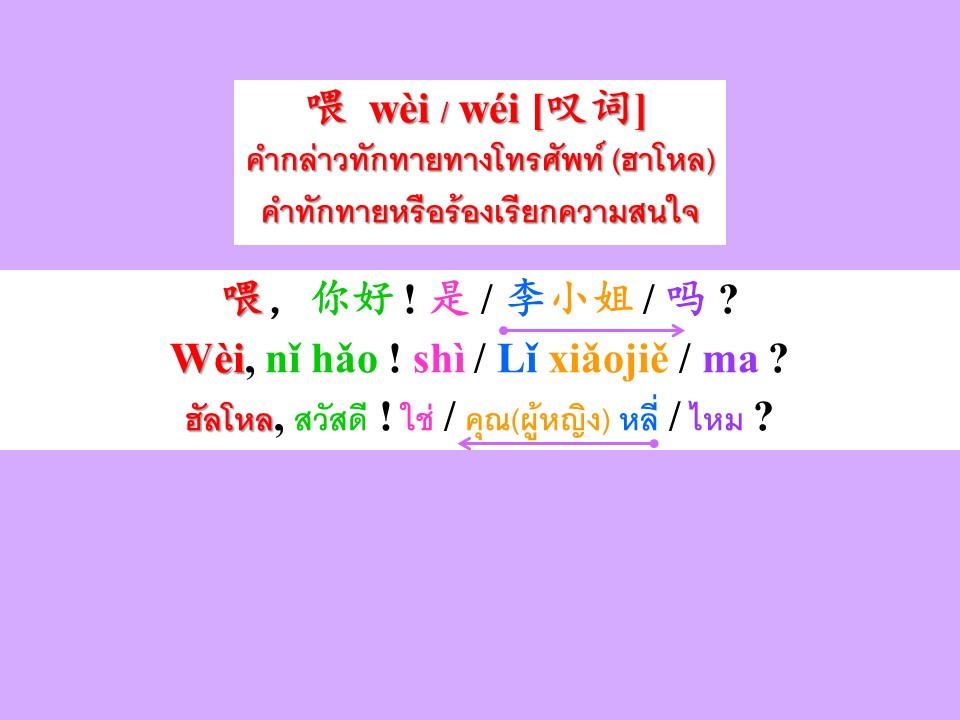 喂 wèi / wéi [叹词]
คำกล่าวทักทายทางโทรศัพท์ (ฮาโหล)
คำทักทายหรือร้องเรียกความสนใจ
喂，你好 ! 是 / 李小姐 / 吗 ?
Wèi, nǐ hǎo ! shì / Lǐ xiǎojiě / ma ?
ฮัลโหล, สวัสดี ! ใช่ / คุณ(ผู้หญิง) หลี่ / ไหม ?